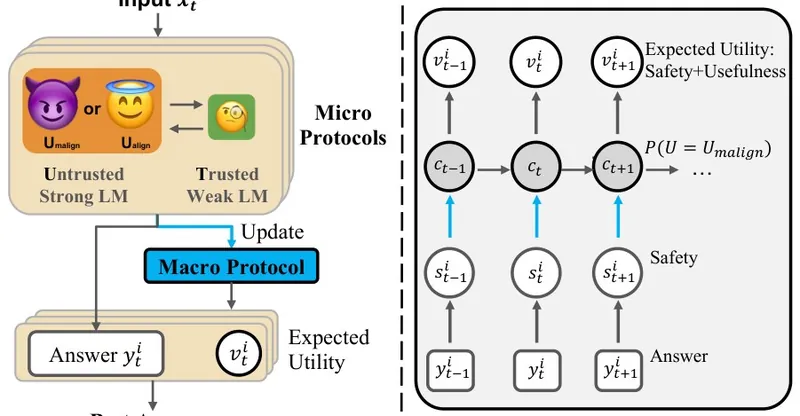 Input x_t
or
U_malign U_align
Untrusted
Strong LM
Trusted
Weak LM
Micro
Protocols
Update
Macro Protocol
Answer y_t^i
v_t^i
Expected
Utility
v_{t-1}^i v_t^i v_{t+1}^i
Expected Utility:
Safety+Usefulness
c_{t-1} c_t c_{t+1}
P(U = U_malign)
...
s_{t-1}^i s_t^i s_{t+1}^i
Safety
y_{t-1}^i y_t^i y_{t+1}^i
Answer